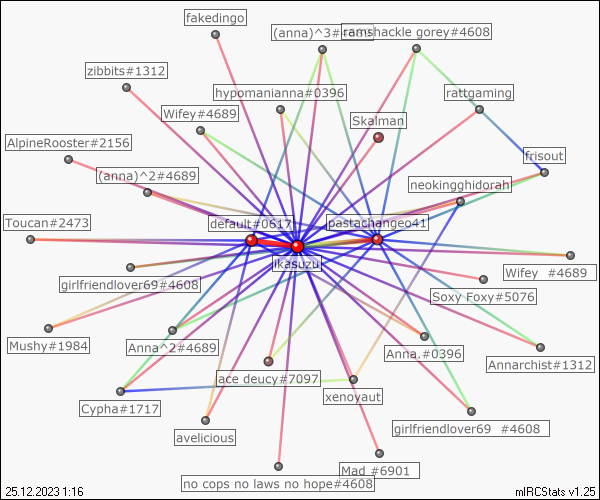 fakedingo
(anna)^3#4689
ramshackle gorey#4608
zibbits#1312
hypomanianna#0396
rattgaming
Wifey#4689
Skalman
AlpineRooster#2156
frisout
(anna)^2#4689
neokingghidorah
Toucan#2473
default#0617
pastachangeo41
ikasuzu
Wifey #4689
girlfriendlover69#4608
Soxy Foxy#5076
Mushy#1984
Anna^2#4689
Anna.#0396
Annarchist#1312
ace deucy#7097
xenoyaut
Cypha#1717
girlfriendlover69 #4608
avelicious
Mad #6901
no cops no laws no hope#4608
25.12.2023 1:16
mIRCStats v1.25